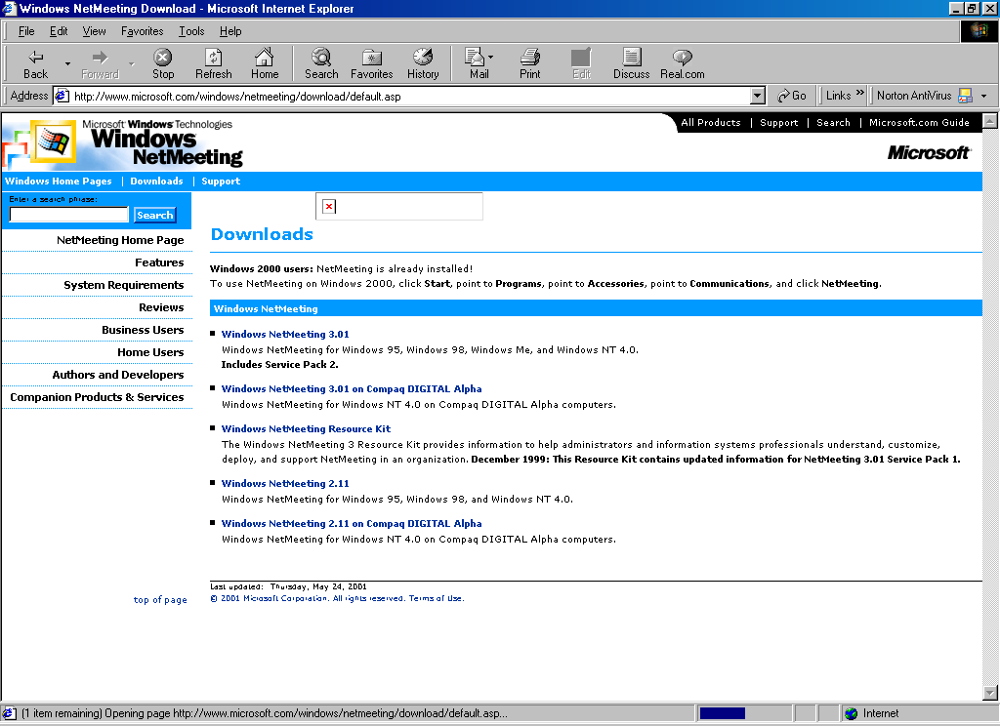 Windows NetMeeting Download - Microsoft Internet Explorer
File Edit View Favorites Tools Help
Back Forward Stop Refresh Home Search Favorites History Mail Print Edit Discuss Real.com
Address http://www.microsoft.com/windows/netmeeting/download/default.asp Go Links » Norton AntiVirus
All Products | Support | Search | Microsoft.com Guide
Microsoft Windows Technologies
Windows
NetMeeting
Microsoft
Windows Home Pages | Downloads | Support
Enter a search phrase:
Search
NetMeeting Home Page
Features
System Requirements
Reviews
Business Users
Home Users
Authors and Developers
Companion Products & Services
top of page
Downloads
Windows 2000 users: NetMeeting is already installed!
To use NetMeeting on Windows 2000, click Start, point to Programs, point to Accessories, point to Communications, and click NetMeeting.
Windows NetMeeting
Windows NetMeeting 3.01
Windows NetMeeting for Windows 95, Windows 98, Windows Me, and Windows NT 4.0.
Includes Service Pack 2.
Windows NetMeeting 3.01 on Compaq DIGITAL Alpha
Windows NetMeeting for Windows NT 4.0 on Compaq DIGITAL Alpha computers.
Windows NetMeeting Resource Kit
The Windows NetMeeting 3 Resource Kit provides information to help administrators and information systems professionals understand, customize,
deploy, and support NetMeeting in an organization. December 1999: This Resource Kit contains updated information for NetMeeting 3.01 Service Pack 1.
Windows NetMeeting 2.11
Windows NetMeeting for Windows 95, Windows 98, and Windows NT 4.0.
Windows NetMeeting 2.11 on Compaq DIGITAL Alpha
Windows NetMeeting for Windows NT 4.0 on Compaq DIGITAL Alpha computers.
Last updated: Thursday, May 24, 2001
© 2001 Microsoft Corporation. All rights reserved. Terms of Use.
(1 item remaining) Opening page http://www.microsoft.com/windows/netmeeting/download/default.asp... Internet